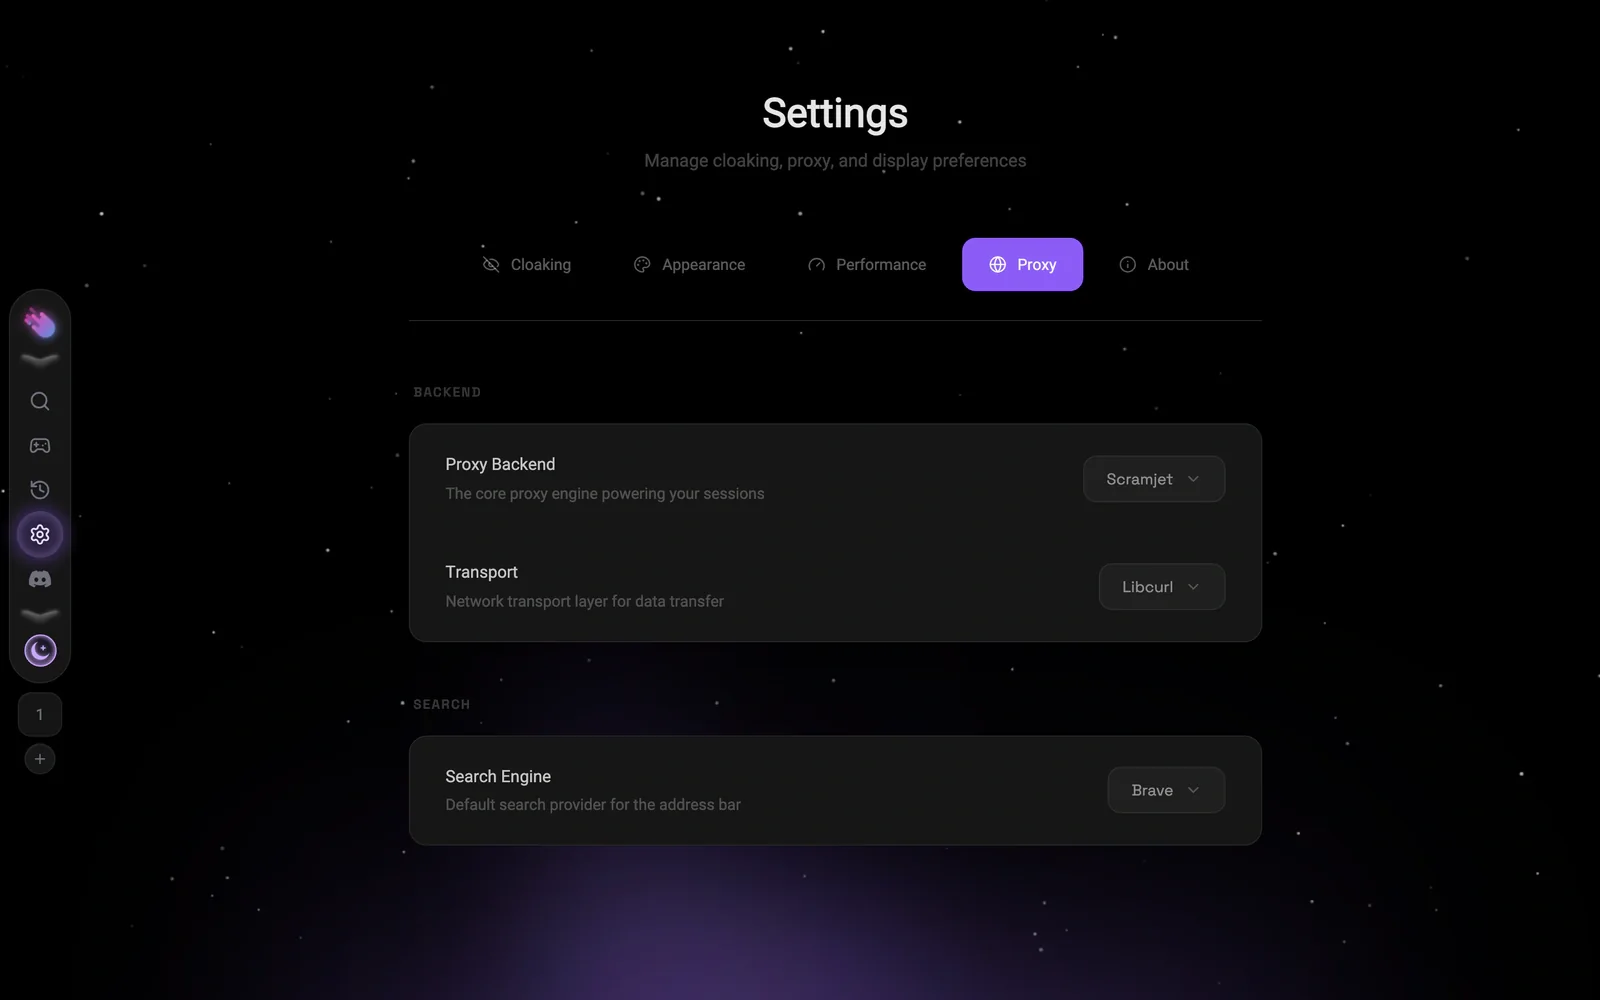 Settings
Manage cloaking, proxy, and display preferences
Cloaking
Appearance
Performance
Proxy
About
BACKEND
Proxy Backend
The core proxy engine powering your sessions
Scramjet
Transport
Network transport layer for data transfer
Libcurl
SEARCH
Search Engine
Default search provider for the address bar
Brave
1